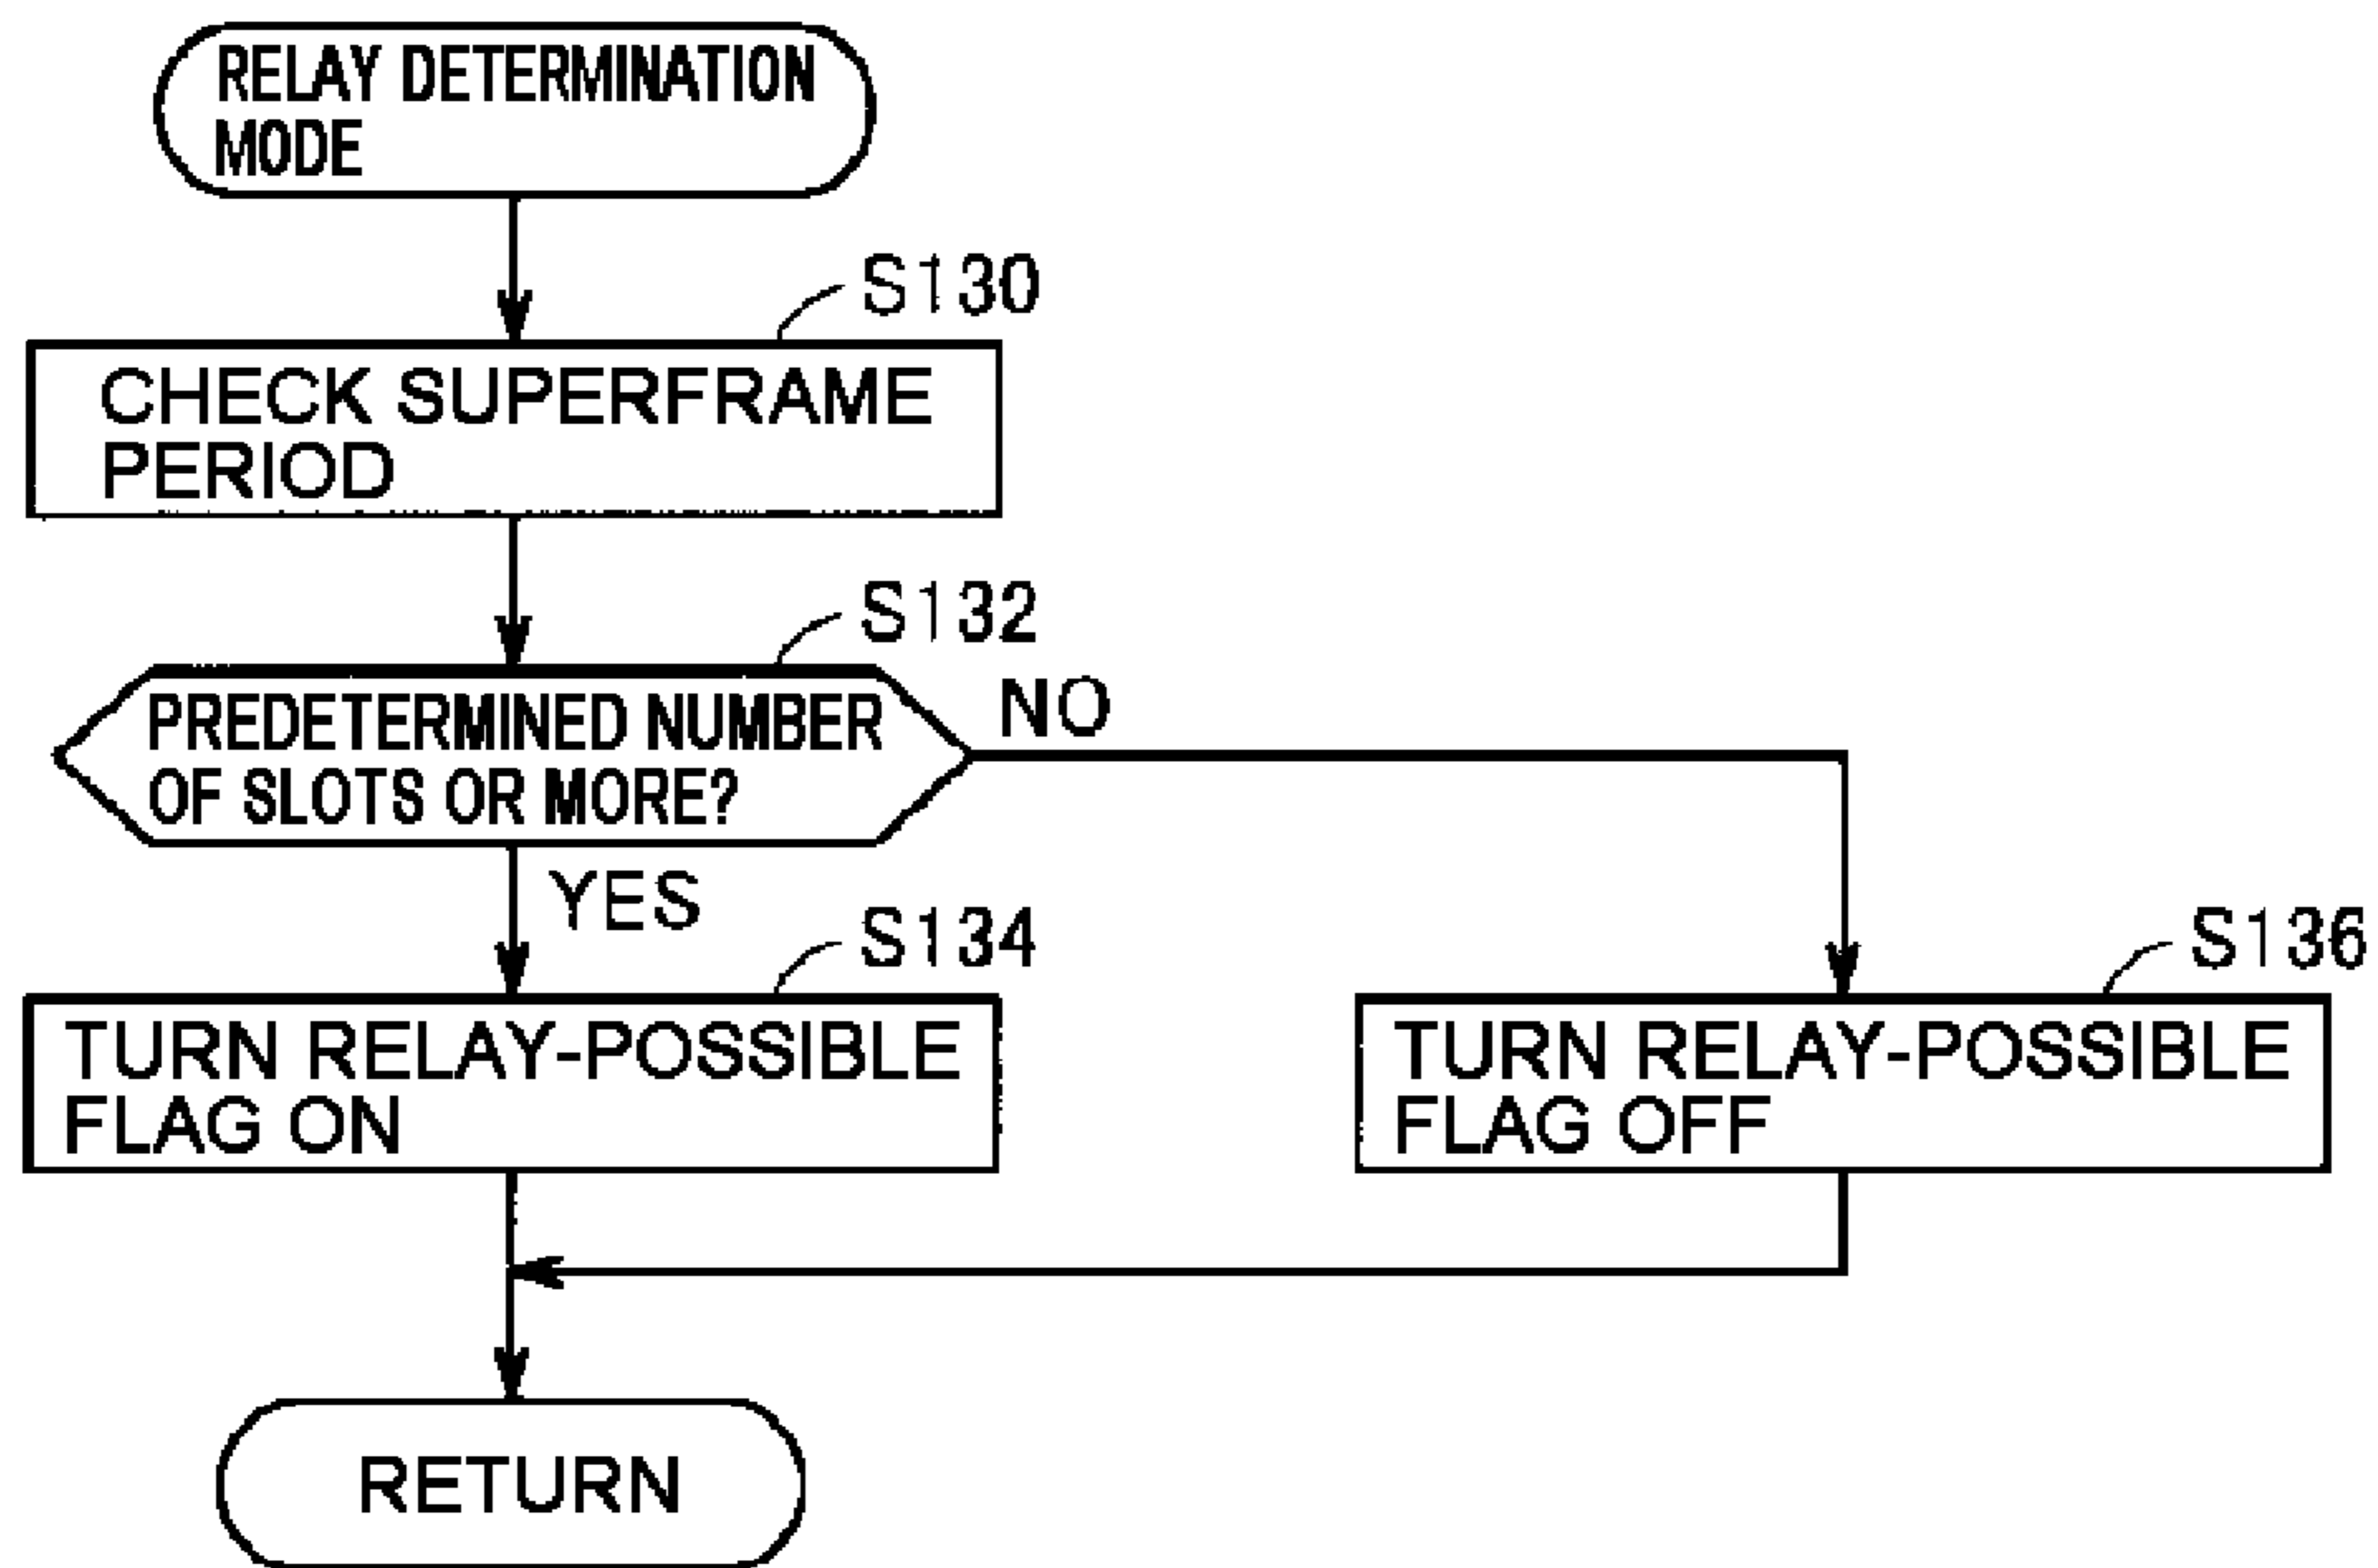 RELAY DETERMINATION
MODE
S130
CHECK SUPERFRAME
PERIOD
S132
PREDETERMINED NUMBER
OF SLOTS OR MORE?
NO
YES
S134
TURN RELAY-POSSIBLE
FLAG ON
S136
TURN RELAY-POSSIBLE
FLAG OFF
RETURN